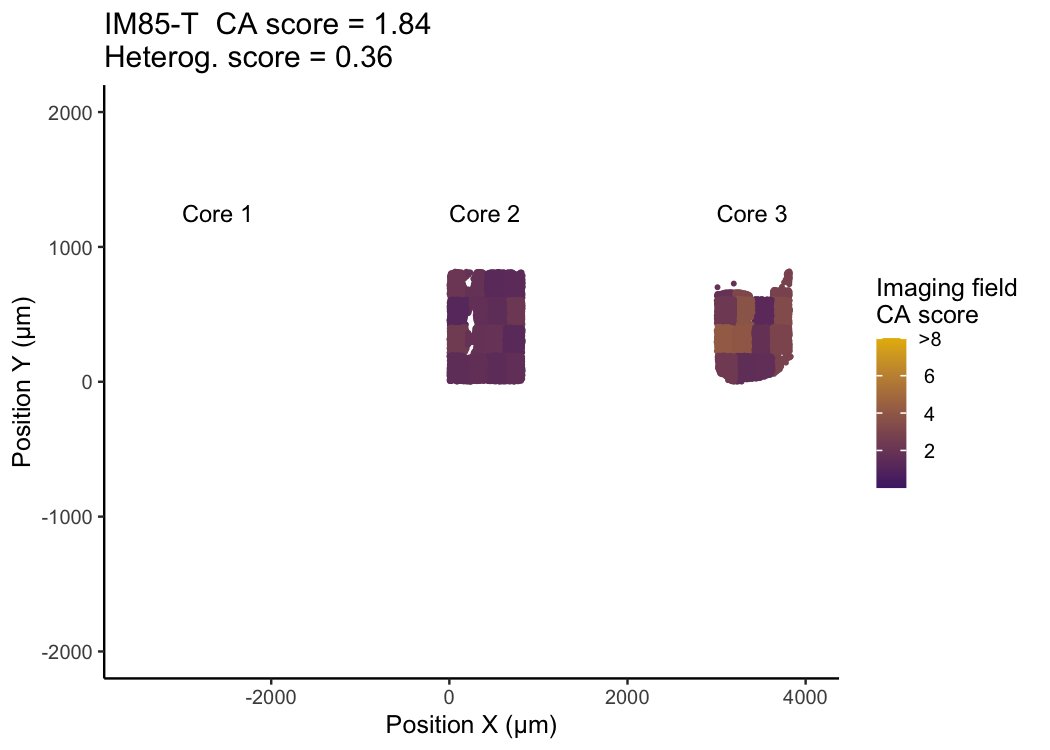 IM85-T  CA score = 1.84
Heterog. score = 0.36
2000
1000
0
-1000
-2000
Position Y (µm)
Core 1
Core 2
Core 3
-2000
0
2000
4000
Position X (µm)
Imaging field
CA score
>8
6
4
2